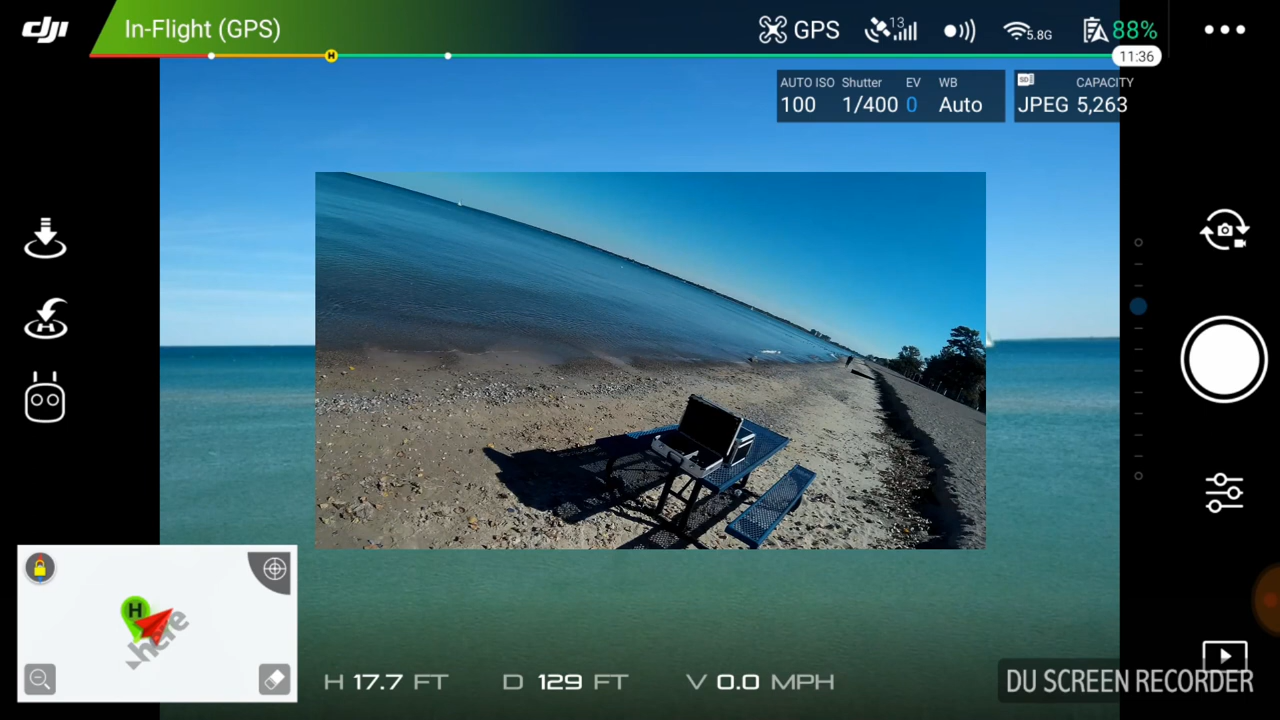 dji In-Flight (GPS) GPS 13 5.8G 88%
H
11:36
AUTO ISO Shutter EV WB SD CAPACITY
100 1/400 0 Auto JPEG 5,263
H
H
here
H 17.7 FT D 129 FT V 0.0 MPH
DU SCREEN RECORDER